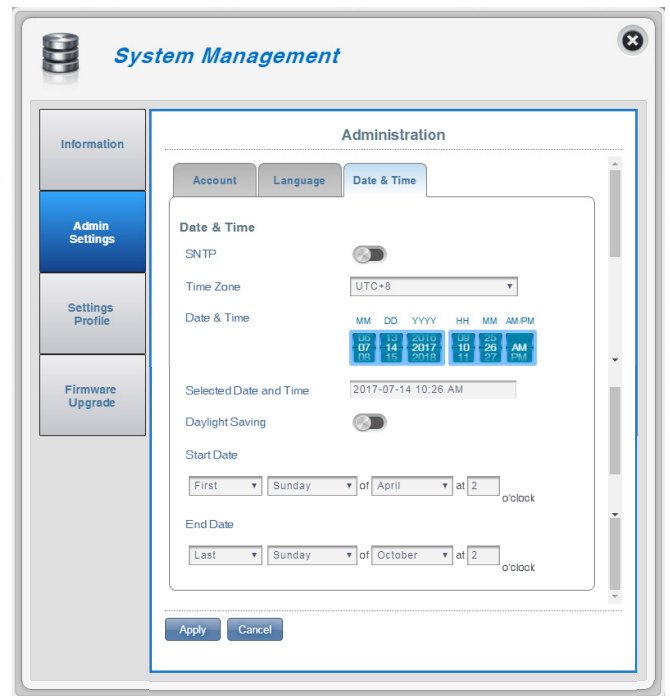 System Management
Information
Admin
Settings
Settings
Profile
Firmware
Upgrade
Administration
Account Language Date & Time
Date & Time
SNTP
Time Zone UTC+8
Date & Time MM DD YYYY HH MM AM/PM
06 13 2016 09 25
07 14 2017 10 26 AM
08 15 2018 11 27 PM
Selected Date and Time 2017-07-14 10:26 AM
Daylight Saving
Start Date
First Sunday of April at 2 o'clock
End Date
Last Sunday of October at 2 o'clock
Apply Cancel